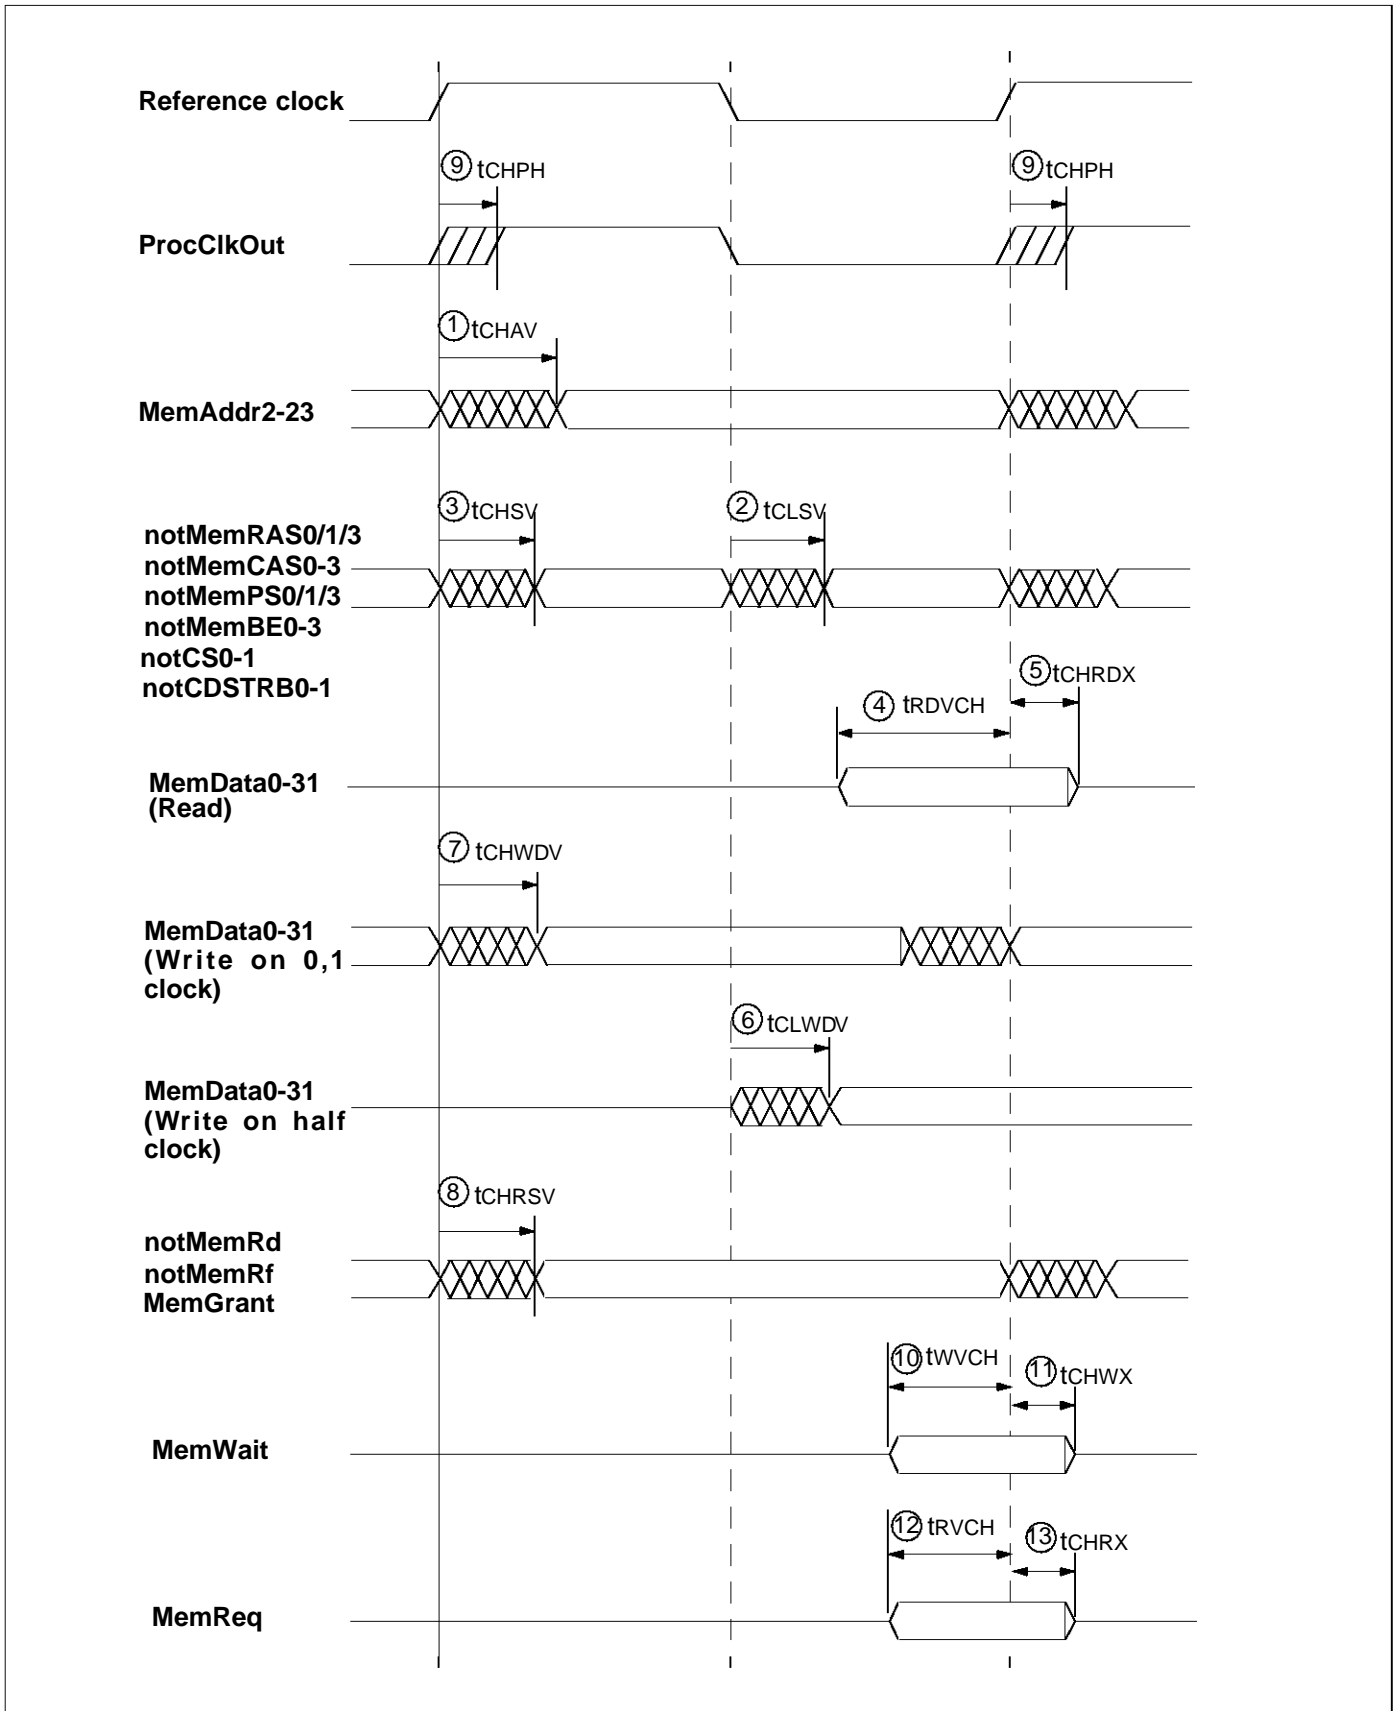 Reference clock
9 tCHPH
9 tCHPH
ProcClkOut
1 tCHAV
MemAddr2-23
3 tCHSV
2 tCLSV
notMemRAS0/1/3
notMemCAS0-3
notMemPS0/1/3
notMemBE0-3
notCS0-1
notCDSTRB0-1
5 tCHRDX
4 tRDVCH
MemData0-31
(Read)
7 tCHWDV
MemData0-31
(Write on 0,1
clock)
6 tCLWDV
MemData0-31
(Write on half
clock)
8 tCHRSV
notMemRd
notMemRf
MemGrant
10 tWVCH
11 tCHWX
MemWait
12 tRVCH
13 tCHRX
MemReq